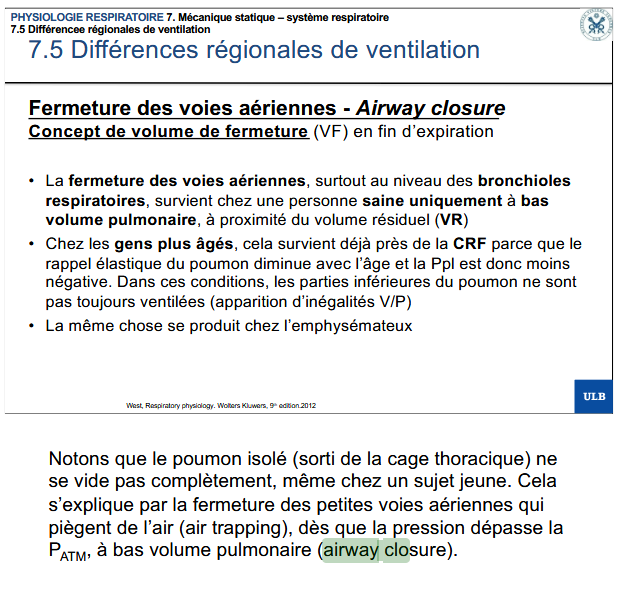 PHYSIOLOGIE RESPIRATOIRE 7. Mécanique statique – système respiratoire
7.5 Différencee régionales de ventilation
7.5 Différences régionales de ventilation
Fermeture des voies aériennes - Airway closure
Concept de volume de fermeture (VF) en fin d’expiration
• La fermeture des voies aériennes, surtout au niveau des bronchioles
respiratoires, survient chez une personne saine uniquement à bas
volume pulmonaire, à proximité du volume résiduel (VR)
• Chez les gens plus âgés, cela survient déjà près de la CRF parce que le
rappel élastique du poumon diminue avec l’âge et la Ppl est donc moins
négative. Dans ces conditions, les parties inférieures du poumon ne sont
pas toujours ventilées (apparition d’inégalités V/P)
• La même chose se produit chez l’emphysémateux
West, Respiratory physiology. Wolters Kluwers, 9th edition.2012
ULB
Notons que le poumon isolé (sorti de la cage thoracique) ne
se vide pas complètement, même chez un sujet jeune. Cela
s’explique par la fermeture des petites voies aériennes qui
piègent de l’air (air trapping), dès que la pression dépasse la
PATM, à bas volume pulmonaire (airway closure).